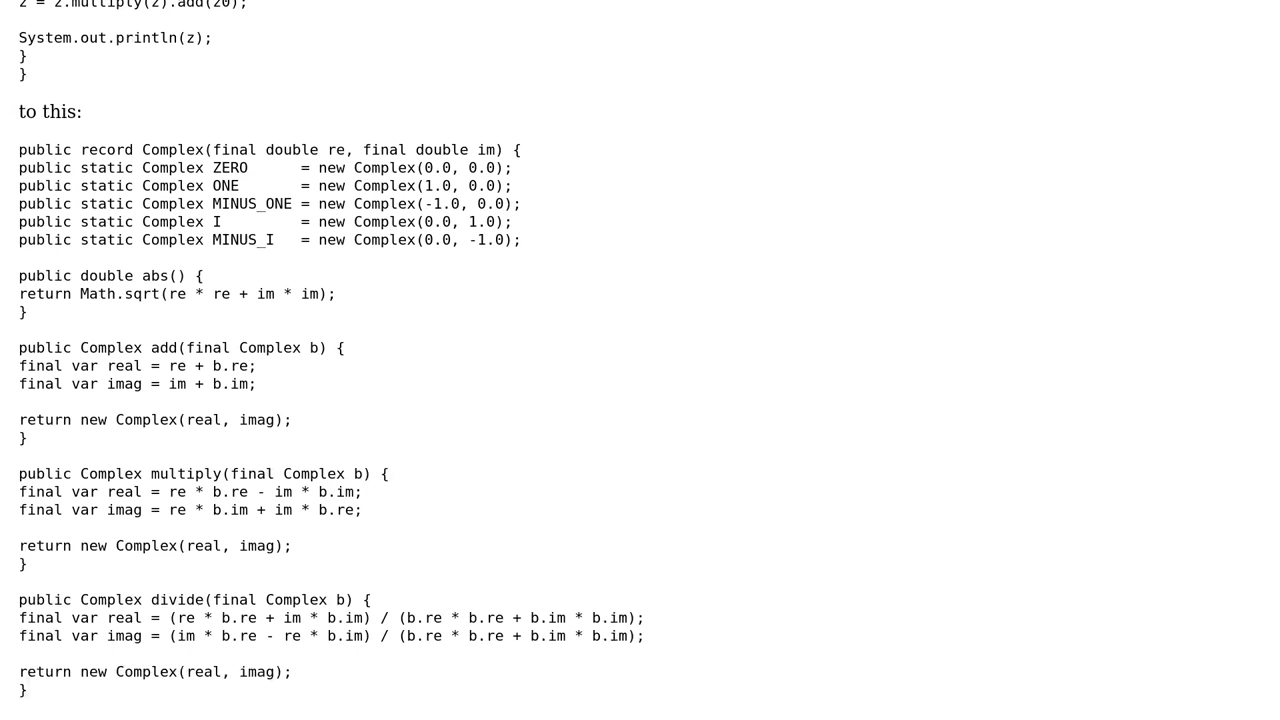 z = z.multiply(z).add(z0);
System.out.println(z);
}
}
to this:
public record Complex(final double re, final double im) {
public static Complex ZERO      = new Complex(0.0, 0.0);
public static Complex ONE       = new Complex(1.0, 0.0);
public static Complex MINUS_ONE = new Complex(-1.0, 0.0);
public static Complex I         = new Complex(0.0, 1.0);
public static Complex MINUS_I   = new Complex(0.0, -1.0);
public double abs() {
return Math.sqrt(re * re + im * im);
}
public Complex add(final Complex b) {
final var real = re + b.re;
final var imag = im + b.im;
return new Complex(real, imag);
}
public Complex multiply(final Complex b) {
final var real = re * b.re - im * b.im;
final var imag = re * b.im + im * b.re;
return new Complex(real, imag);
}
public Complex divide(final Complex b) {
final var real = (re * b.re + im * b.im) / (b.re * b.re + b.im * b.im);
final var imag = (im * b.re - re * b.im) / (b.re * b.re + b.im * b.im);
return new Complex(real, imag);
}